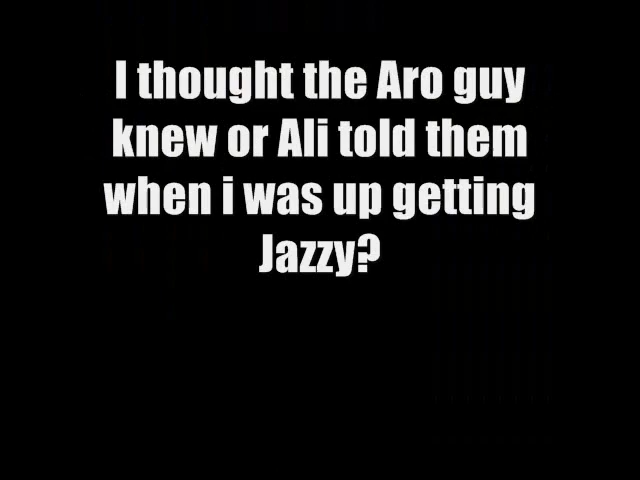 I thought the Aro guy
knew or Ali told them
when i was up getting
Jazzy?